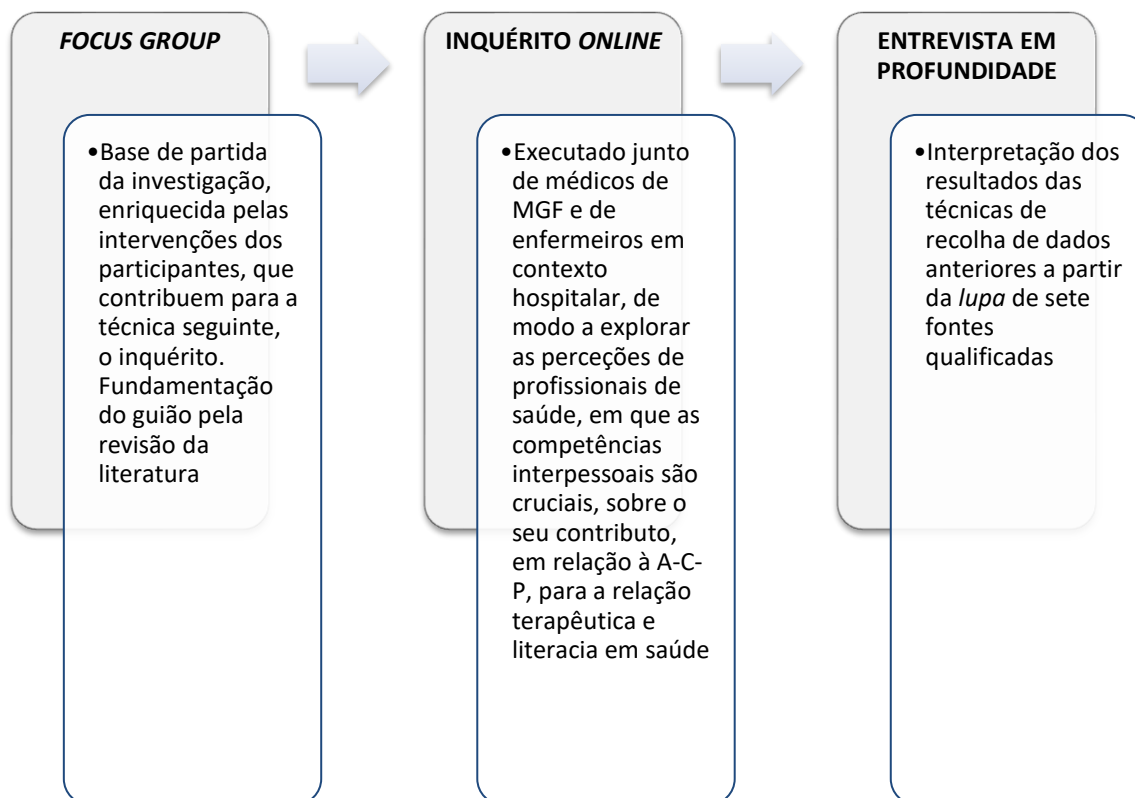 FOCUS GROUP
•Base de partida
da investigação,
enriquecida pelas
intervenções dos
participantes, que
contribuem para a
técnica seguinte,
o inquérito.
Fundamentação
do guião pela
revisão da
literatura
INQUÉRITO ONLINE
•Executado junto
de médicos de
MGF e de
enfermeiros em
contexto
hospitalar, de
modo a explorar
as perceções de
profissionais de
saúde, em que as
competências
interpessoais são
cruciais, sobre o
seu contributo,
em relação à A-C-
P, para a relação
terapêutica e
literacia em saúde
ENTREVISTA EM
PROFUNDIDADE
•Interpretação dos
resultados das
técnicas de
recolha de dados
anteriores a partir
da lupa de sete
fontes
qualificadas